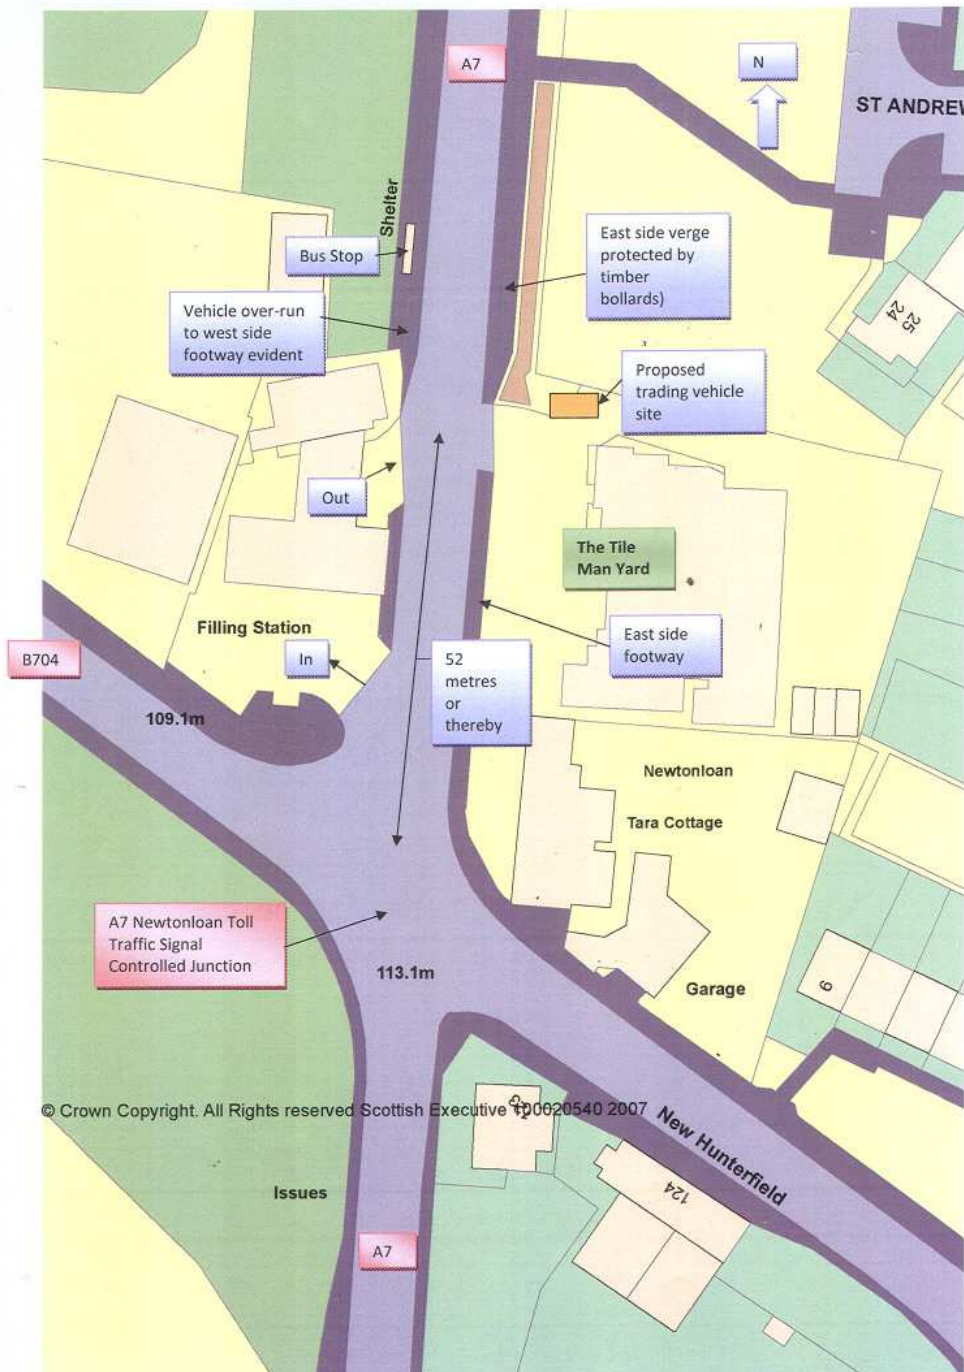 A7
N
ST ANDREW
Shelter
Bus Stop
East side verge
protected by
timber
bollards)
Vehicle over-run
to west side
footway evident
25
24
Proposed
trading vehicle
site
Out
The Tile
Man Yard
Filling Station
East side
footway
B704
In
52
metres
or
thereby
109.1m
Newtonloan
Tara Cottage
A7 Newtonloan Toll
Traffic Signal
Controlled Junction
113.1m
Garage
9
© Crown Copyright. All Rights reserved Scottish Executive 100020540 2007
New Hunterfield
124
Issues
A7